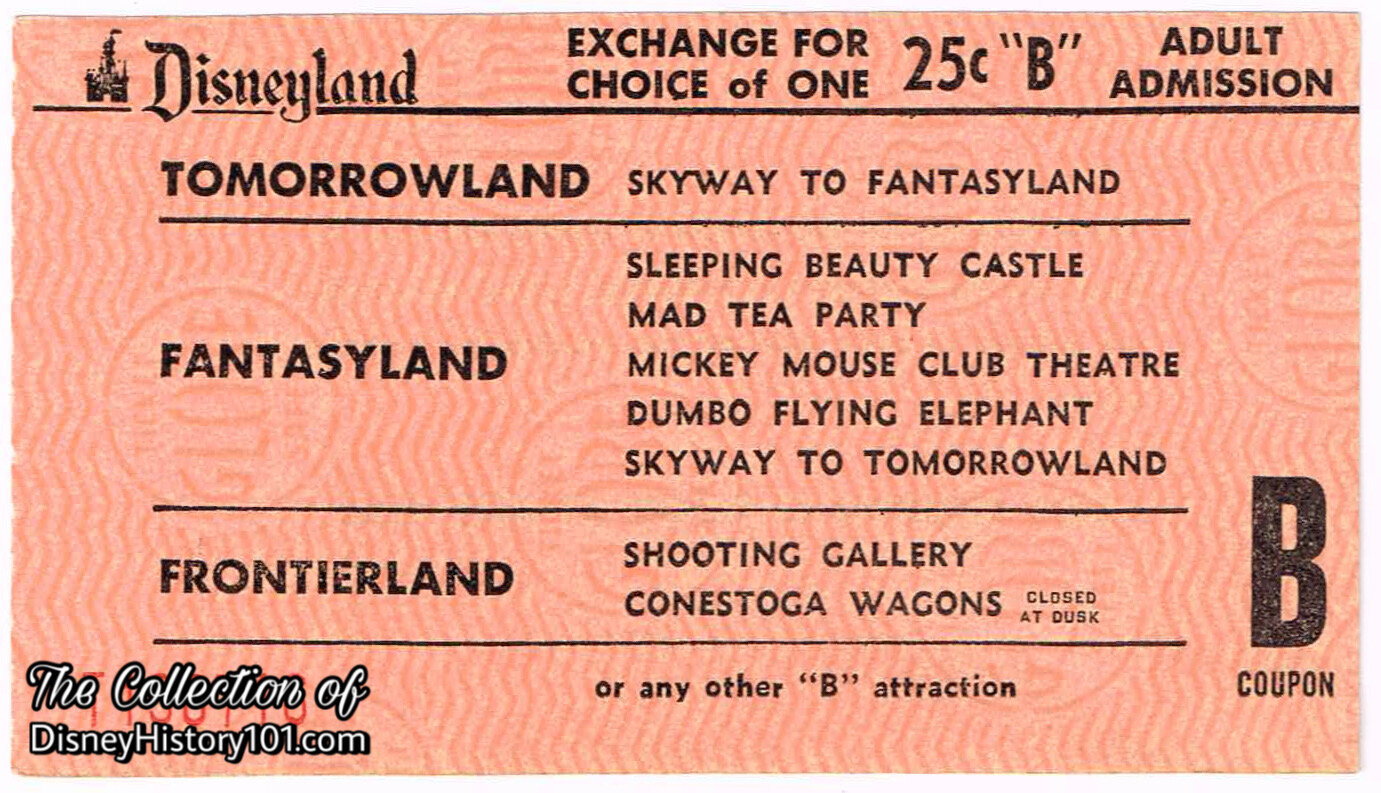 Disneyland
EXCHANGE FOR
CHOICE of ONE
25¢ "B"
ADULT
ADMISSION
TOMORROWLAND
SKYWAY TO FANTASYLAND
FANTASYLAND
SLEEPING BEAUTY CASTLE
MAD TEA PARTY
MICKEY MOUSE CLUB THEATRE
DUMBO FLYING ELEPHANT
SKYWAY TO TOMORROWLAND
FRONTIERLAND
SHOOTING GALLERY
CONESTOGA WAGONS
CLOSED
AT DUSK
or any other "B" attraction
B
COUPON
The Collection of
DisneyHistory101.com
GLOBE
GLOBE